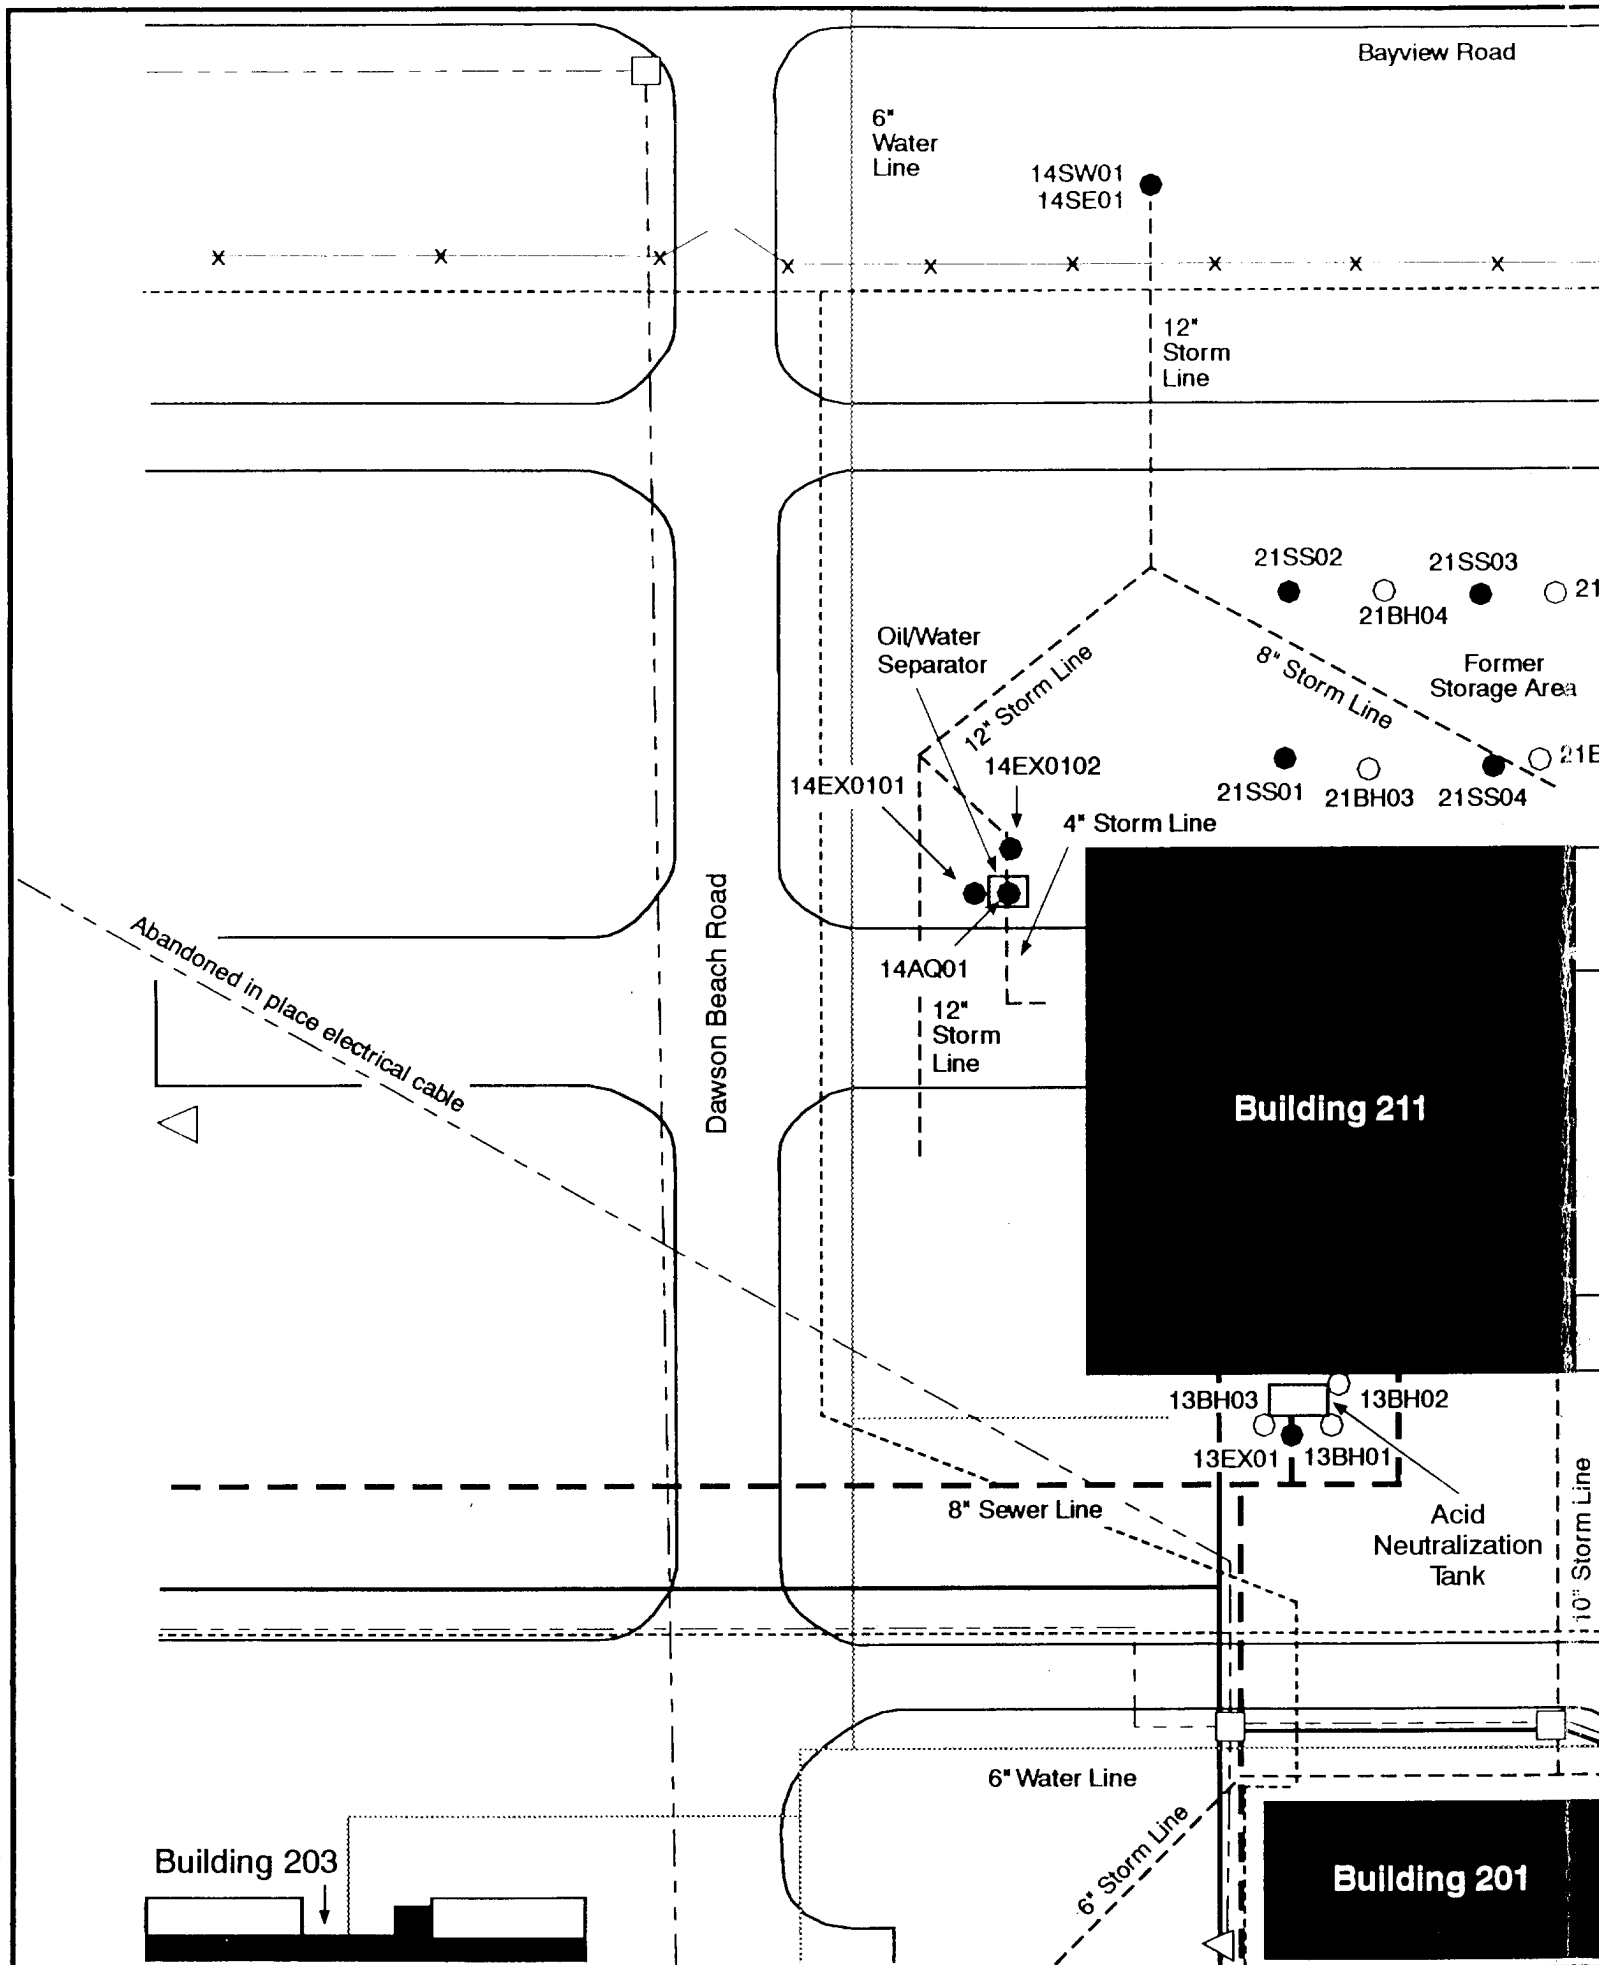 Bayview Road
6"
Water
Line
14SW01
14SE01
12"
Storm
Line
21SS02
21SS03
21
21BH04
Oil/Water
Separator
12" Storm Line
8" Storm Line
Former
Storage Area
14EX0101
14EX0102
21B
21SS01
21BH03
21SS04
4" Storm Line
Abandoned in place electrical cable
Dawson Beach Road
14AQ01
12"
Storm
Line
Building 211
13BH03
13BH02
13EX01
13BH01
8" Sewer Line
Acid
Neutralization
Tank
10" Storm Line
6" Water Line
6" Storm Line
Building 203
Building 201